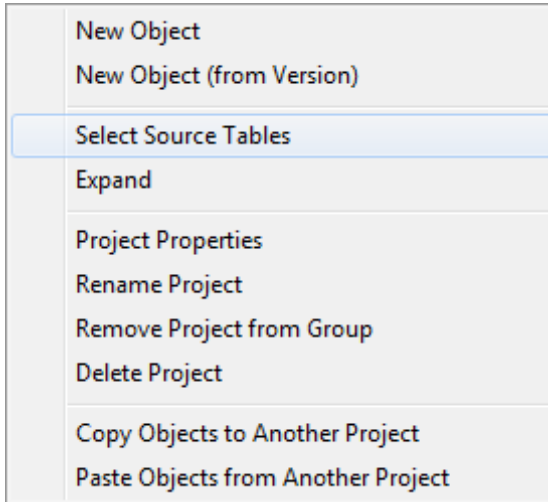 New Object
New Object (from Version)
Select Source Tables
Expand
Project Properties
Rename Project
Remove Project from Group
Delete Project
Copy Objects to Another Project
Paste Objects from Another Project